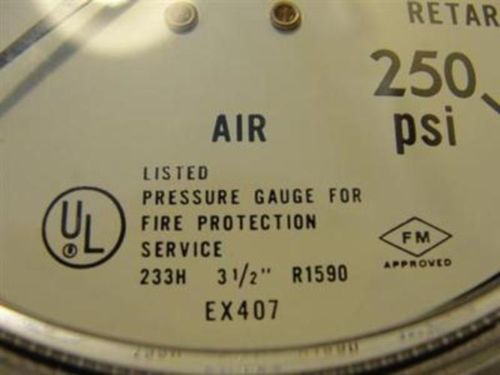 RETAR
250
psi
AIR
LISTED
PRESSURE GAUGE FOR
FIRE PROTECTION
SERVICE
233H 3 1/2" R1590
EX407
UL
FM
APPROVED